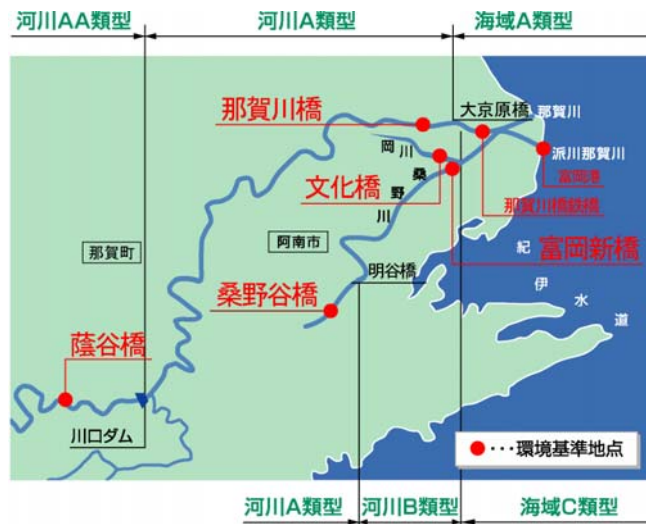 河川AA類型
河川A類型
海域A類型
那賀川橋
大京原橋
那賀川
岡川
派川那賀川
文化橋
桑野川
富岡港
那賀川橋鉄橋
那賀町
阿南市
富岡新橋
明谷橋
紀伊水道
桑野谷橋
蔭谷橋
川口ダム
●・・・環境基準地点
河川A類型
河川B類型
海域C類型